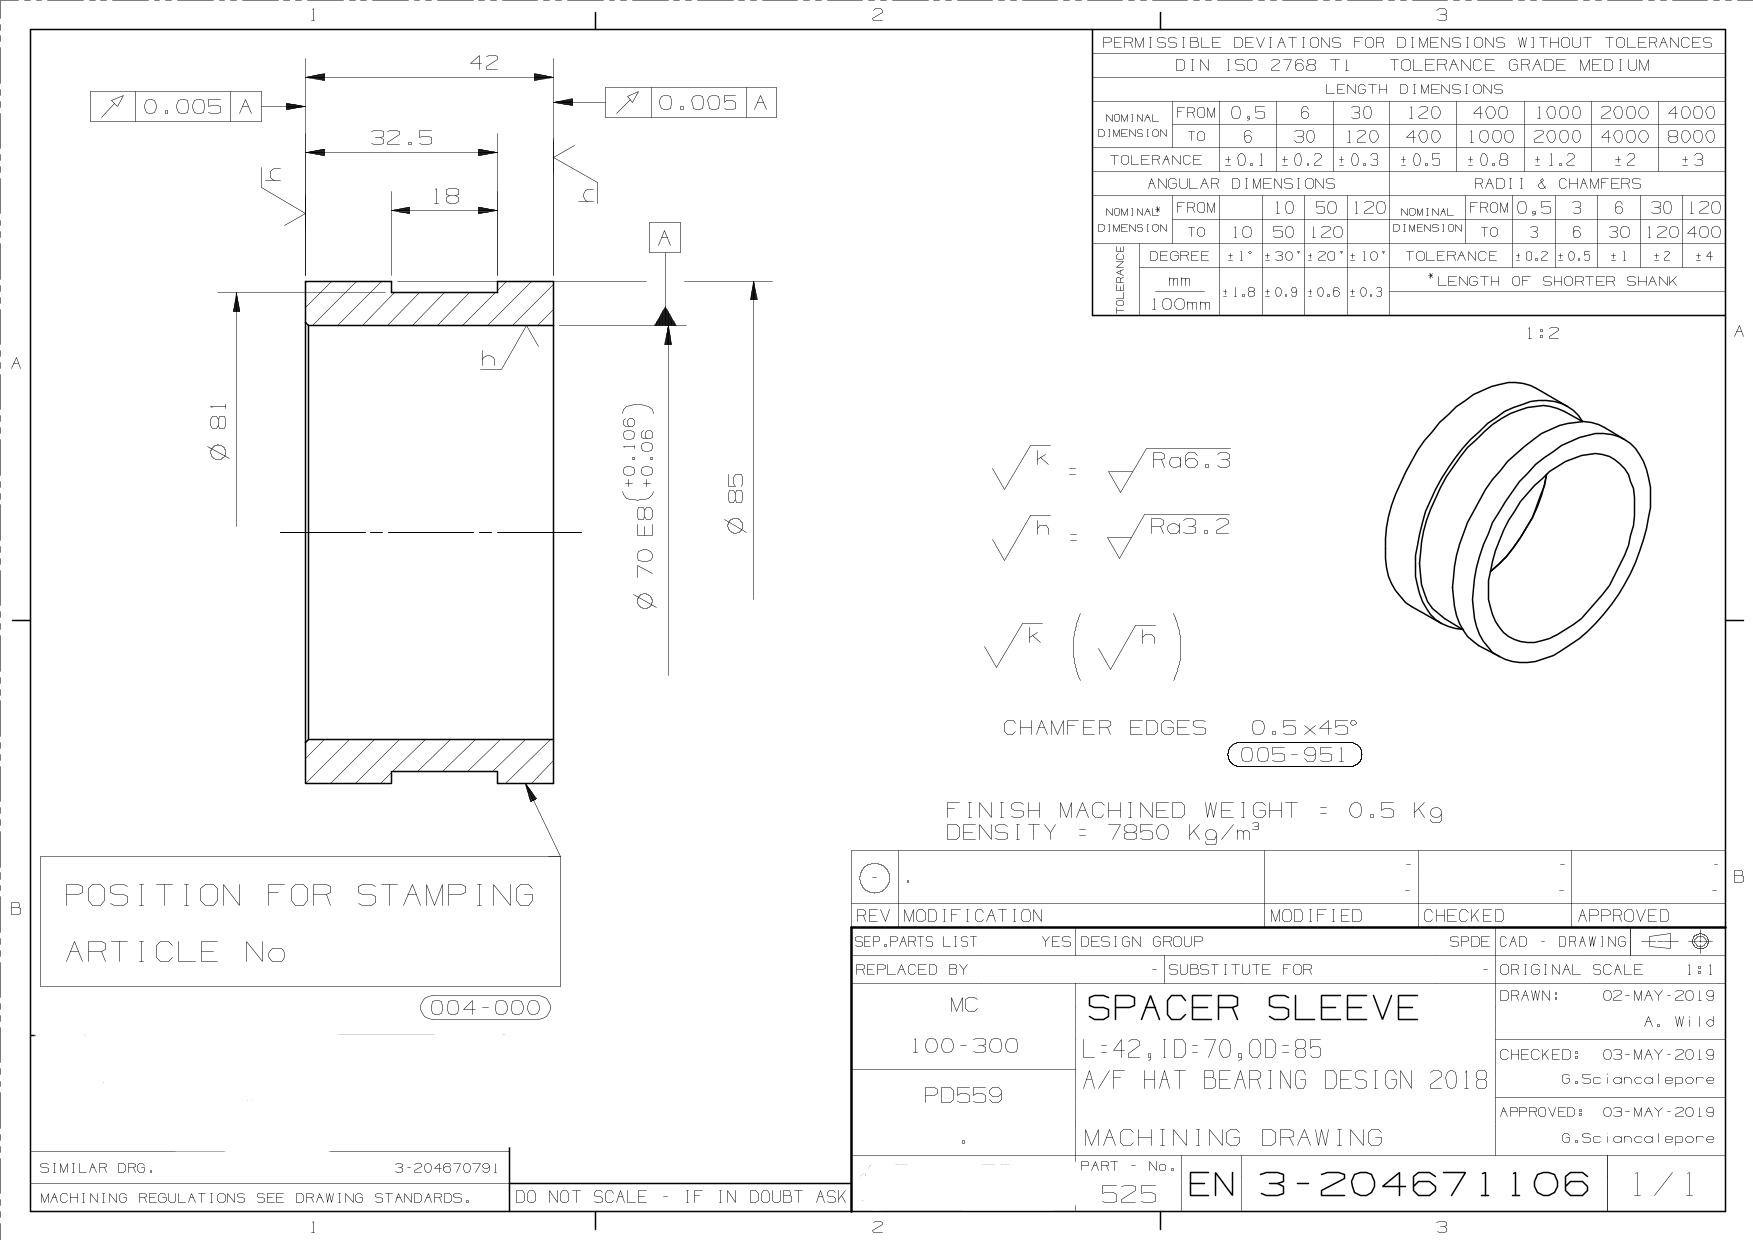 1 2 3
42
0.005 A
0.005 A
32.5
h
h
18
A
h
Ø 81
Ø 70 E8(+0.106 +0.06)
Ø 85
PERMISSIBLE DEVIATIONS FOR DIMENSIONS WITHOUT TOLERANCES
DIN ISO 2768 T1 TOLERANCE GRADE MEDIUM
LENGTH DIMENSIONS
NOMINAL DIMENSION FROM 0,5 6 30 120 400 1000 2000 4000
TO 6 30 120 400 1000 2000 4000 8000
TOLERANCE ±0.1 ±0.2 ±0.3 ±0.5 ±0.8 ±1.2 ±2 ±3
ANGULAR DIMENSIONS RADII & CHAMFERS
NOMINAL* DIMENSION FROM 10 50 120 NOMINAL DIMENSION FROM 0,5 3 6 30 120
TO 10 50 120 TO 3 6 30 120 400
TOLERANCE DEGREE ±1° ±30' ±20' ±10' TOLERANCE ±0.2 ±0.5 ±1 ±2 ±4
mm
100mm
±1.8 ±0.9 ±0.6 ±0.3
*LENGTH OF SHORTER SHANK
1:2
A A
k = Ra6.3
h = Ra3.2
k ( h )
CHAMFER EDGES 0.5x45°
005-951
FINISH MACHINED WEIGHT = 0.5 Kg
DENSITY = 7850 Kg/m³
POSITION FOR STAMPING
ARTICLE No
004-000
B B
- . - - -
- - -
REV MODIFICATION MODIFIED CHECKED APPROVED
SEP.PARTS LIST YES DESIGN GROUP SPDE CAD - DRAWING
REPLACED BY - SUBSTITUTE FOR - ORIGINAL SCALE 1:1
MC
100-300
PD559
.
SPACER SLEEVE
L=42,ID=70,OD=85
A/F HAT BEARING DESIGN 2018
MACHINING DRAWING
DRAWN: 02-MAY-2019
A. Wild
CHECKED: 03-MAY-2019
G.Sciancalepore
APPROVED: 03-MAY-2019
G.Sciancalepore
PART - No.
525
EN 3-204671106 1/1
SIMILAR DRG. 3-204670791
MACHINING REGULATIONS SEE DRAWING STANDARDS.
DO NOT SCALE - IF IN DOUBT ASK
1 2 3